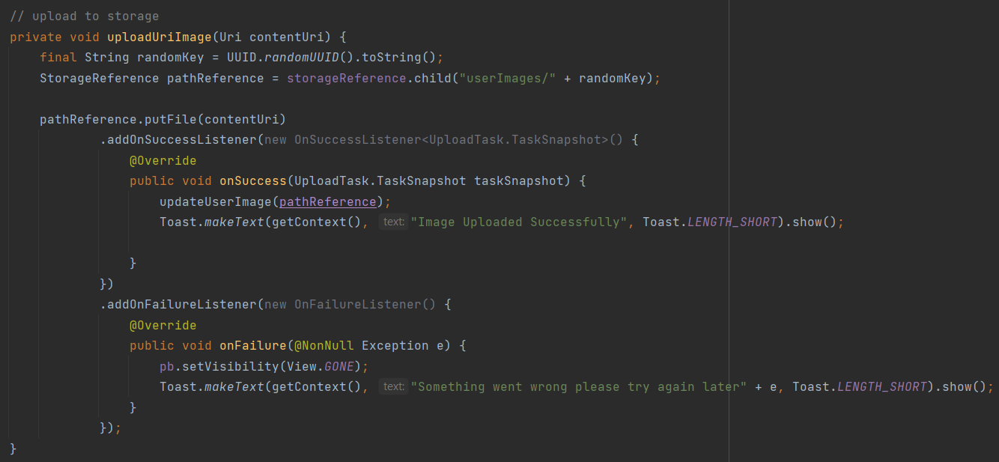 // upload to storage
private void uploadUriImage(Uri contentUri) {
    final String randomKey = UUID.randomUUID().toString();
    StorageReference pathReference = storageReference.child("userImages/" + randomKey);

    pathReference.putFile(contentUri)
            .addOnSuccessListener(new OnSuccessListener<UploadTask.TaskSnapshot>() {
                @Override
                public void onSuccess(UploadTask.TaskSnapshot taskSnapshot) {
                    updateUserImage(pathReference);
                    Toast.makeText(getContext(), text: "Image Uploaded Successfully", Toast.LENGTH_SHORT).show();

                }
            })
            .addOnFailureListener(new OnFailureListener() {
                @Override
                public void onFailure(@NonNull Exception e) {
                    pb.setVisibility(View.GONE);
                    Toast.makeText(getContext(), text: "Something went wrong please try again later" + e, Toast.LENGTH_SHORT).show();
                }
            });
}